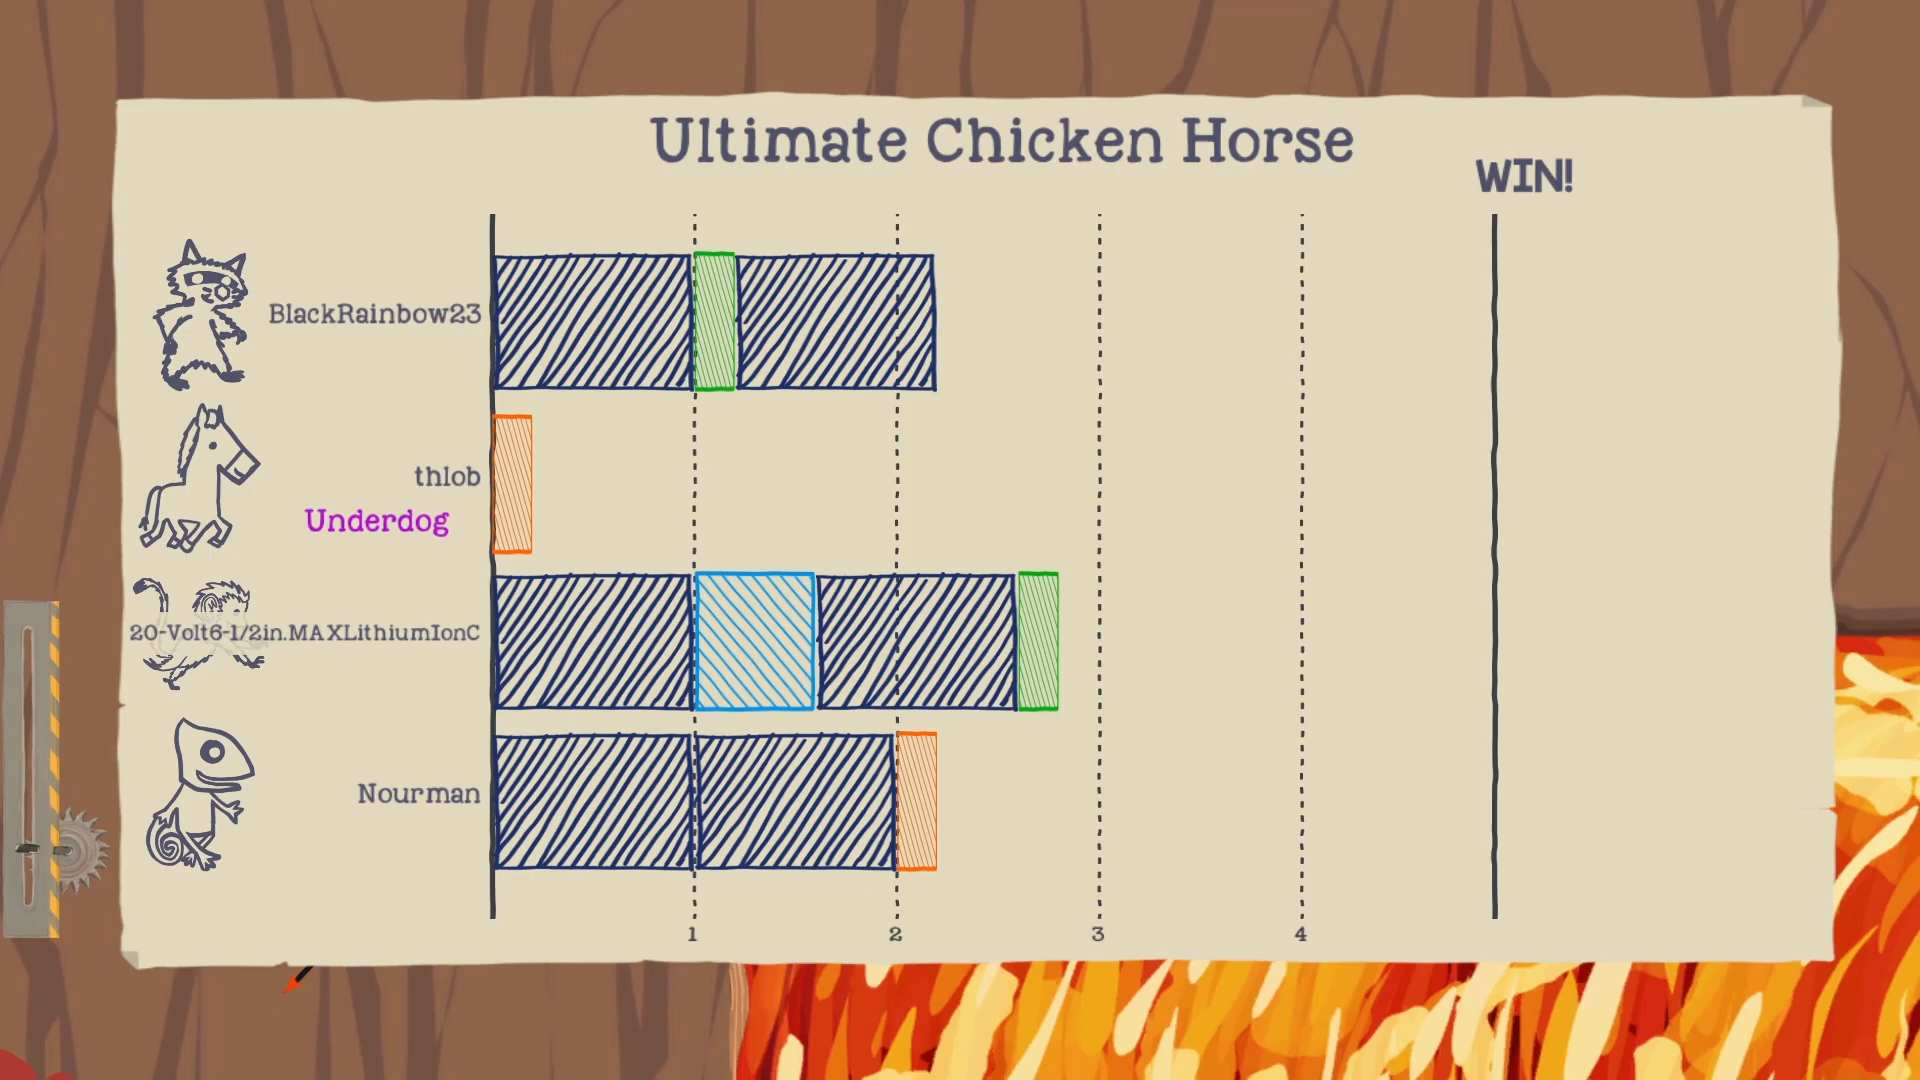 Ultimate Chicken Horse
WIN!
BlackRainbow23
thlob
Underdog
20-Volt6-1/2in.MAXLithiumIonC
Nourman
1 2 3 4